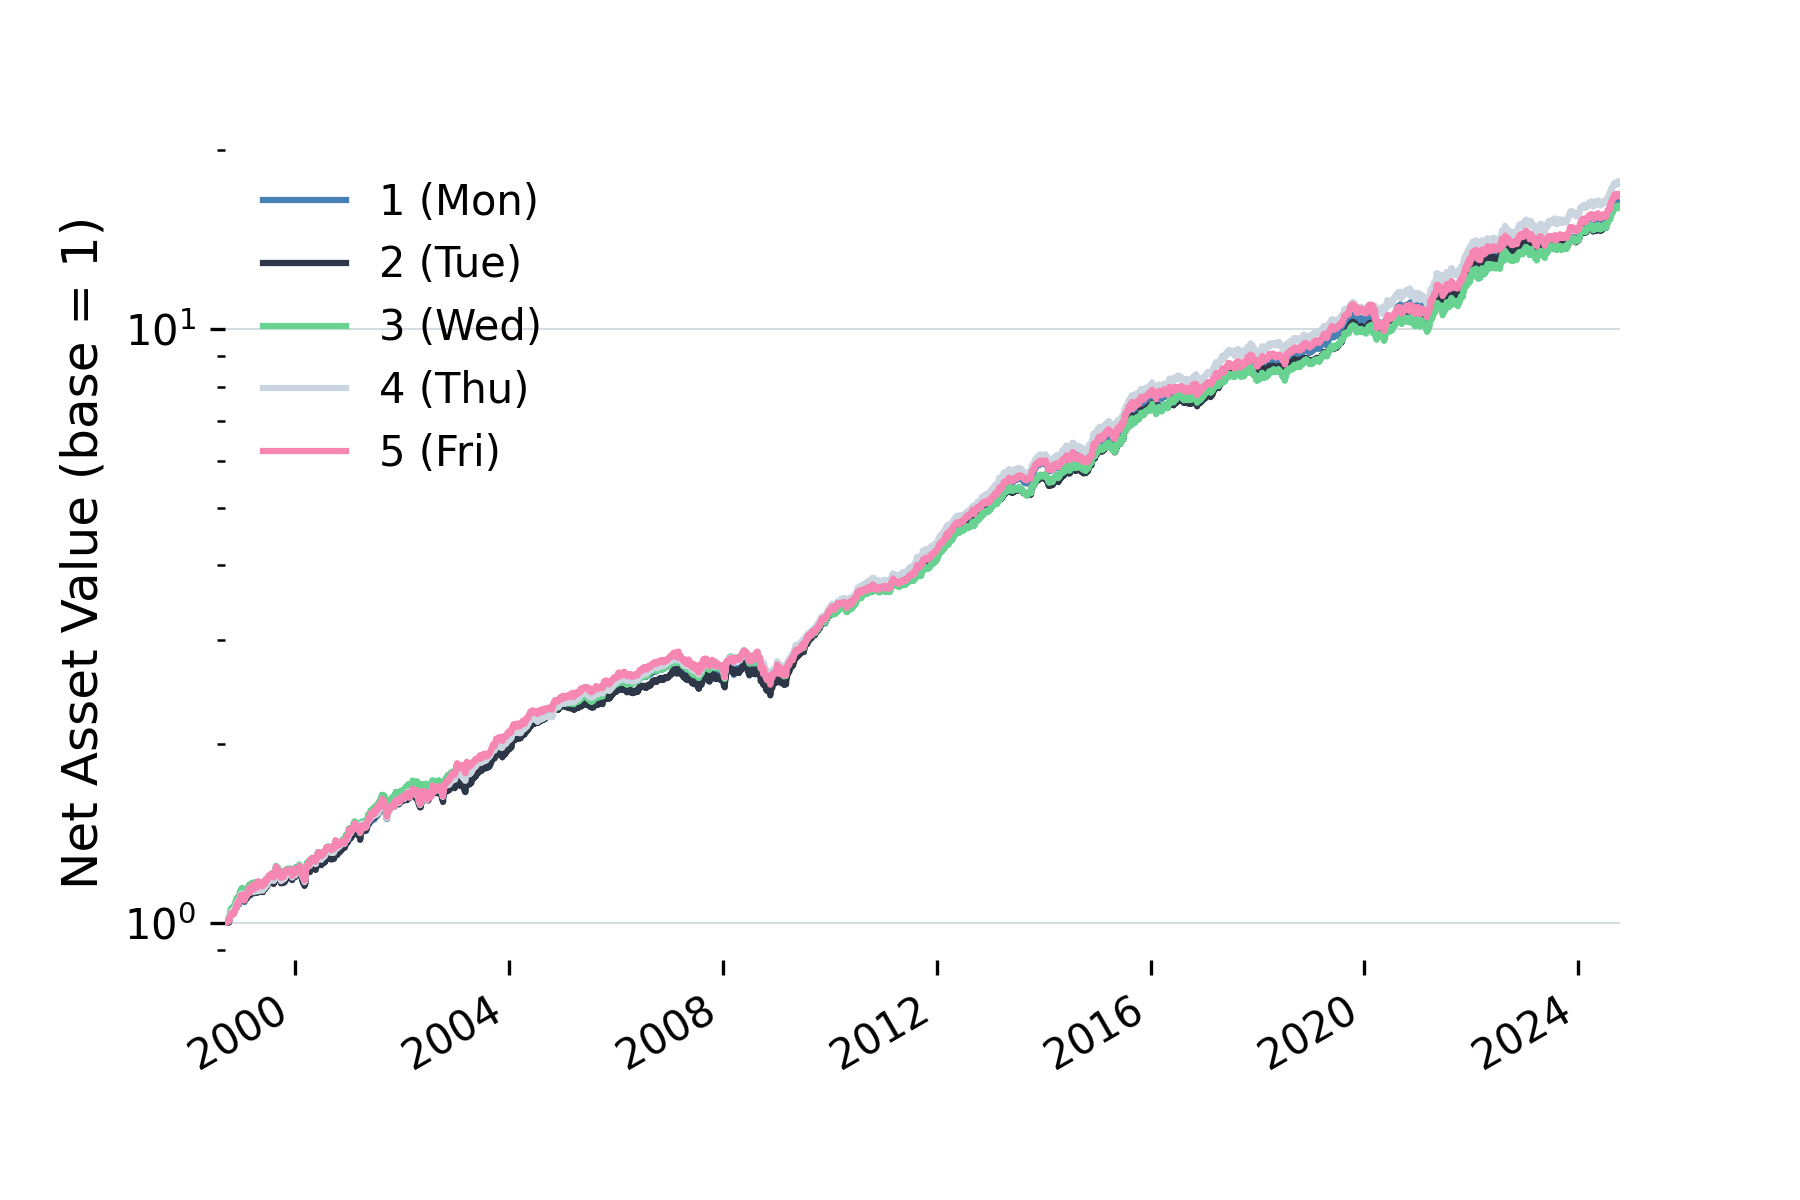 Net Asset Value (base = 1)
1 (Mon)
2 (Tue)
3 (Wed)
4 (Thu)
5 (Fri)
10¹
10⁰
2000
2004
2008
2012
2016
2020
2024